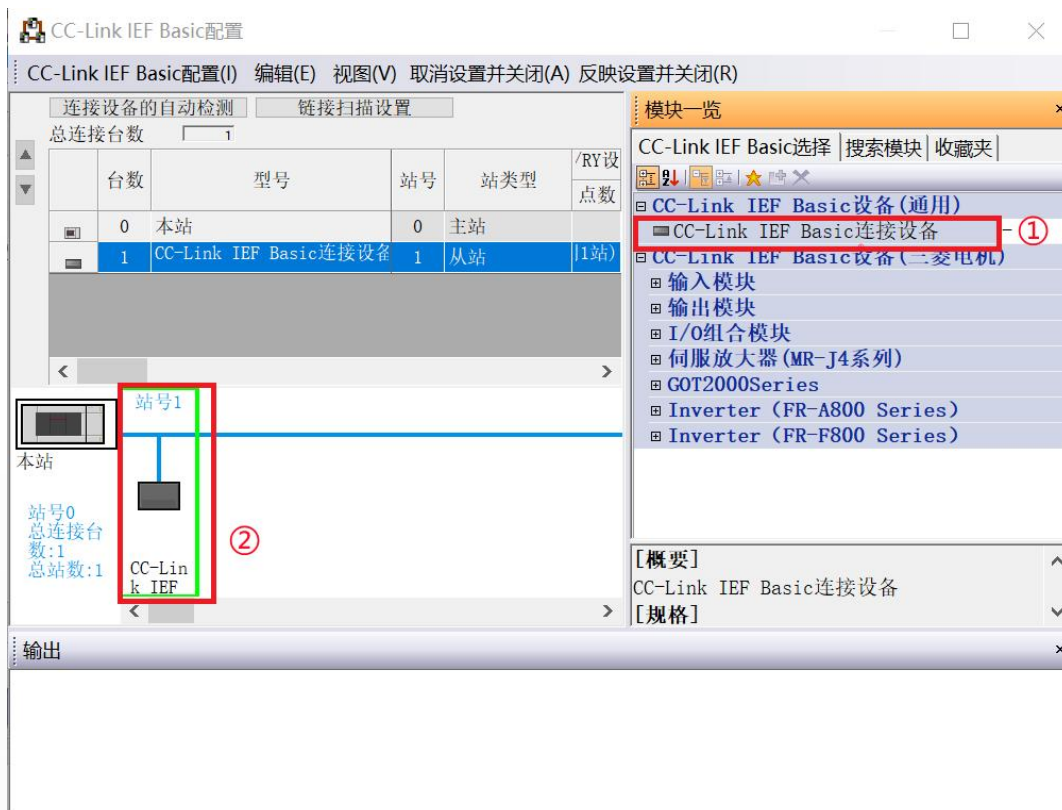 CC-Link IEF Basic配置
CC-Link IEF Basic配置(I) 编辑(E) 视图(V) 取消设置并关闭(A) 反映设置并关闭(R)
连接设备的自动检测 链接扫描设置
总连接台数 1
台数 型号 站号 站类型 /RY设
点数
0 本站 0 主站
1 CC-Link IEF Basic连接设备 1 从站 1站)
站号1
本站
站号0
总连接台
数:1
总站数:1
CC-Lin
k IEF
②
模块一览
CC-Link IEF Basic选择 搜索模块 收藏夹
CC-Link IEF Basic设备(通用)
CC-Link IEF Basic连接设备 ①
CC-Link IEF Basic设备(三菱电机)
输入模块
输出模块
I/O组合模块
伺服放大器(MR-J4系列)
GOT2000Series
Inverter (FR-A800 Series)
Inverter (FR-F800 Series)
[概要]
CC-Link IEF Basic连接设备
[规格]
输出